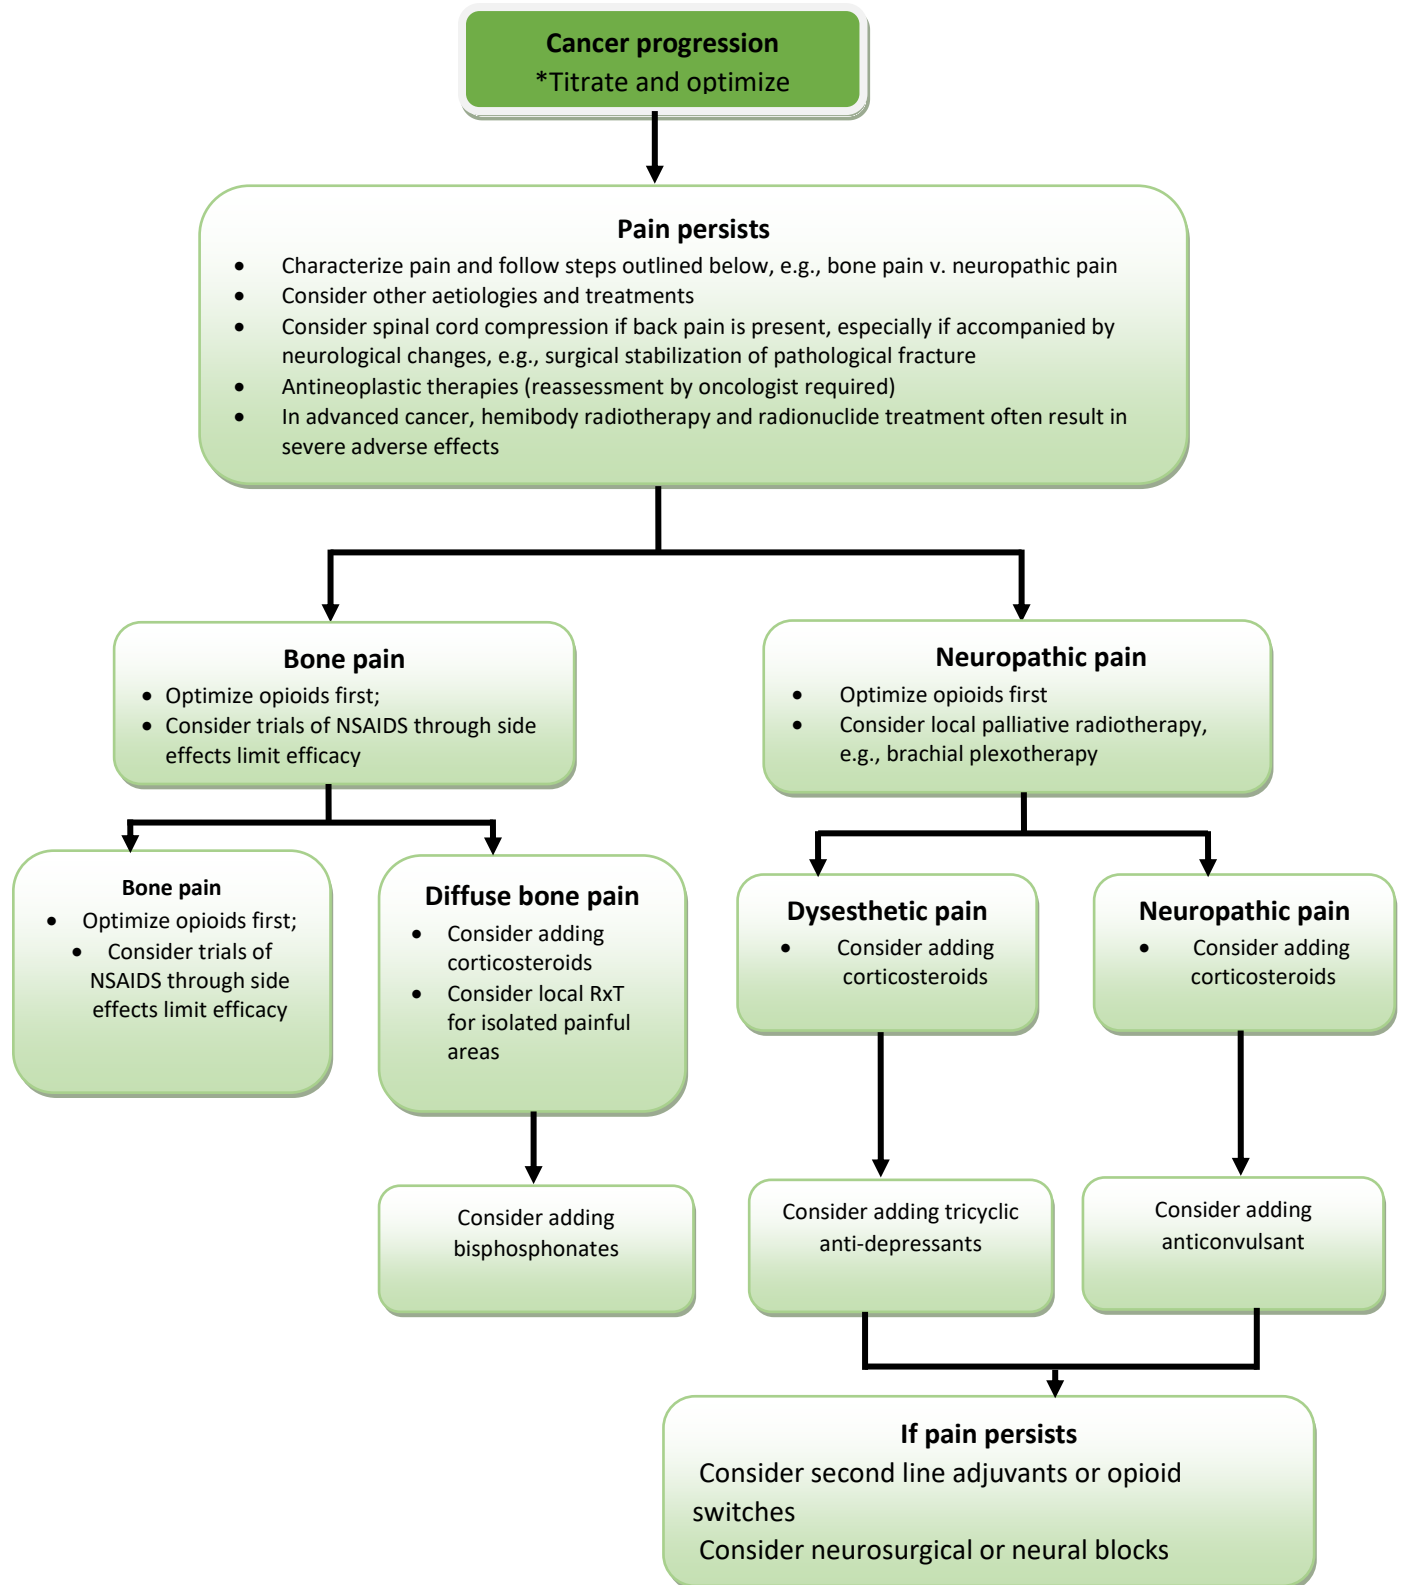 Cancer progression
*Titrate and optimize
Pain persists
• Characterize pain and follow steps outlined below, e.g., bone pain v. neuropathic pain
• Consider other aetiologies and treatments
• Consider spinal cord compression if back pain is present, especially if accompanied by
neurological changes, e.g., surgical stabilization of pathological fracture
• Antineoplastic therapies (reassessment by oncologist required)
• In advanced cancer, hemibody radiotherapy and radionuclide treatment often result in
severe adverse effects
Bone pain
• Optimize opioids first;
• Consider trials of NSAIDS through side
effects limit efficacy
Neuropathic pain
• Optimize opioids first
• Consider local palliative radiotherapy,
e.g., brachial plexotherapy
Bone pain
• Optimize opioids first;
• Consider trials of
NSAIDS through side
effects limit efficacy
Diffuse bone pain
• Consider adding
corticosteroids
• Consider local RxT
for isolated painful
areas
Dysesthetic pain
• Consider adding
corticosteroids
Neuropathic pain
• Consider adding
corticosteroids
Consider adding
bisphosphonates
Consider adding tricyclic
anti-depressants
Consider adding
anticonvulsant
If pain persists
Consider second line adjuvants or opioid
switches
Consider neurosurgical or neural blocks